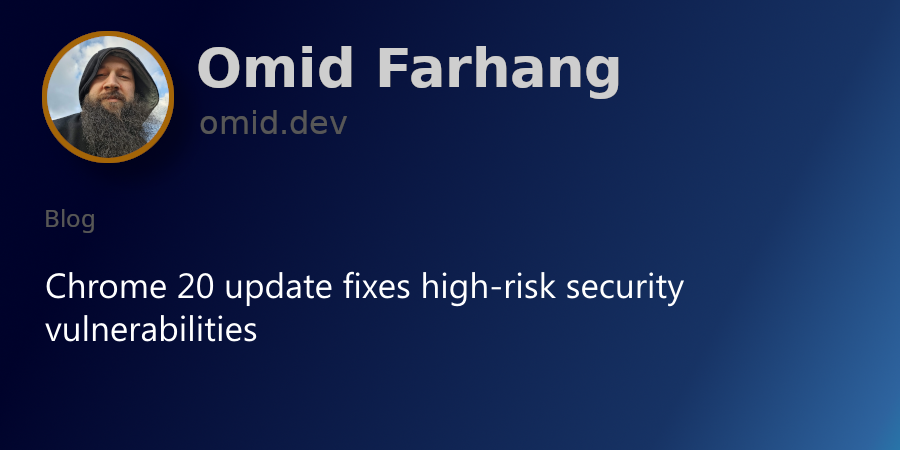 Omid Farhang
omid.dev
Blog
Chrome 20 update fixes high-risk security
vulnerabilities